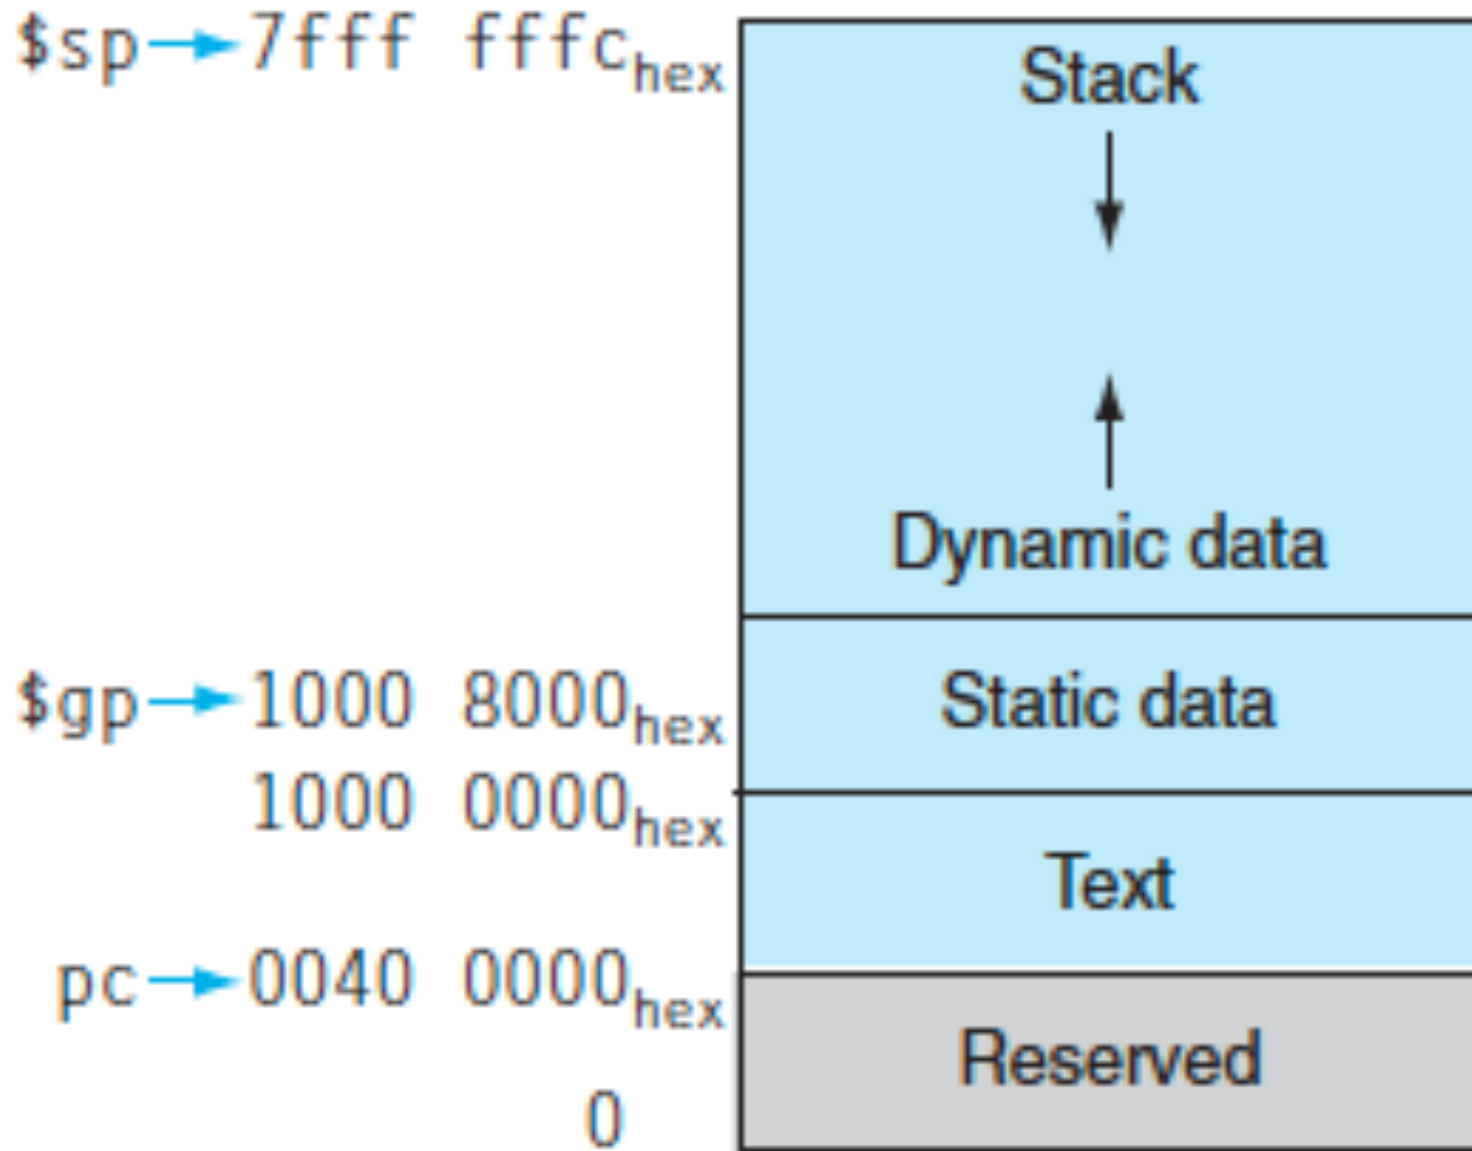 $sp → 7fff fffc hex
Stack
Dynamic data
$gp → 1000 8000 hex
Static data
1000 0000 hex
Text
pc → 0040 0000 hex
Reserved
0